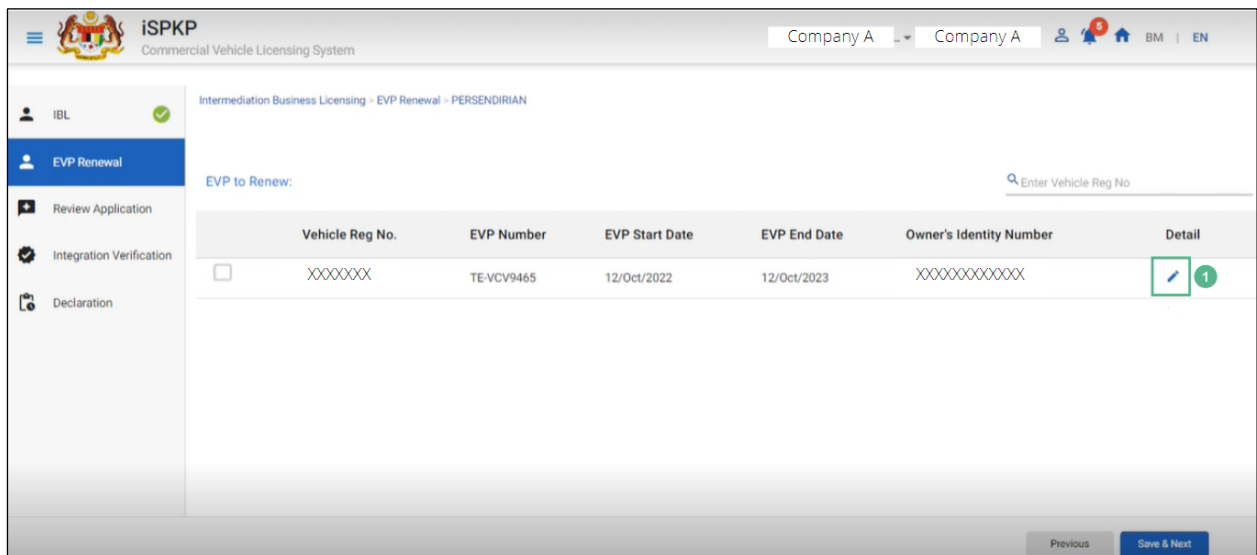 iSPKP
Commercial Vehicle Licensing System
Company A .. Company A 5 BM | EN
IBL
EVP Renewal
Review Application
Integration Verification
Declaration
Intermediation Business Licensing > EVP Renewal > PERSENDIRIAN
EVP to Renew:
Enter Vehicle Reg No
Vehicle Reg No. EVP Number EVP Start Date EVP End Date Owner's Identity Number Detail
XXXXXXX TE-VCV9465 12/Oct/2022 12/Oct/2023 XXXXXXXXXXXX 1
Previous Save & Next